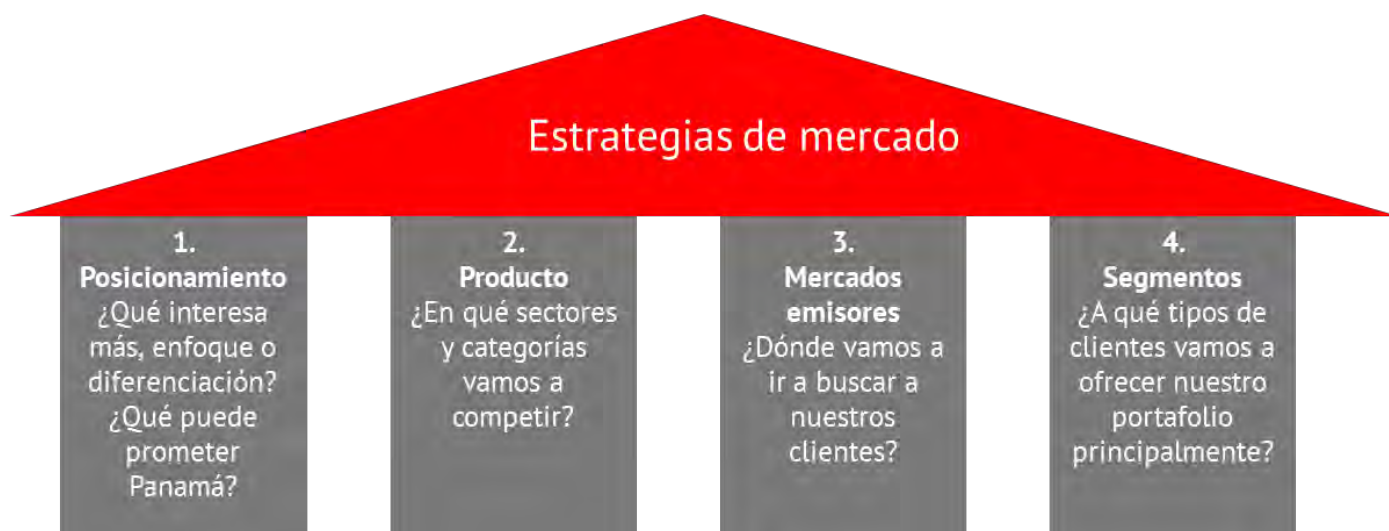 Estrategias de mercado
1.
Posicionamiento
¿Qué interesa
más, enfoque o
diferenciación?
¿Qué puede
prometer
Panamá?
2.
Producto
¿En qué sectores
y categorías
vamos a
competir?
3.
Mercados
emisores
¿Dónde vamos a
ir a buscar a
nuestros
clientes?
4.
Segmentos
¿A qué tipos de
clientes vamos a
ofrecer nuestro
portafolio
principalmente?